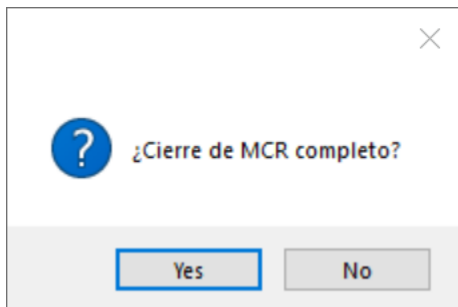 ¿Cierre de MCR completo?
Yes
No